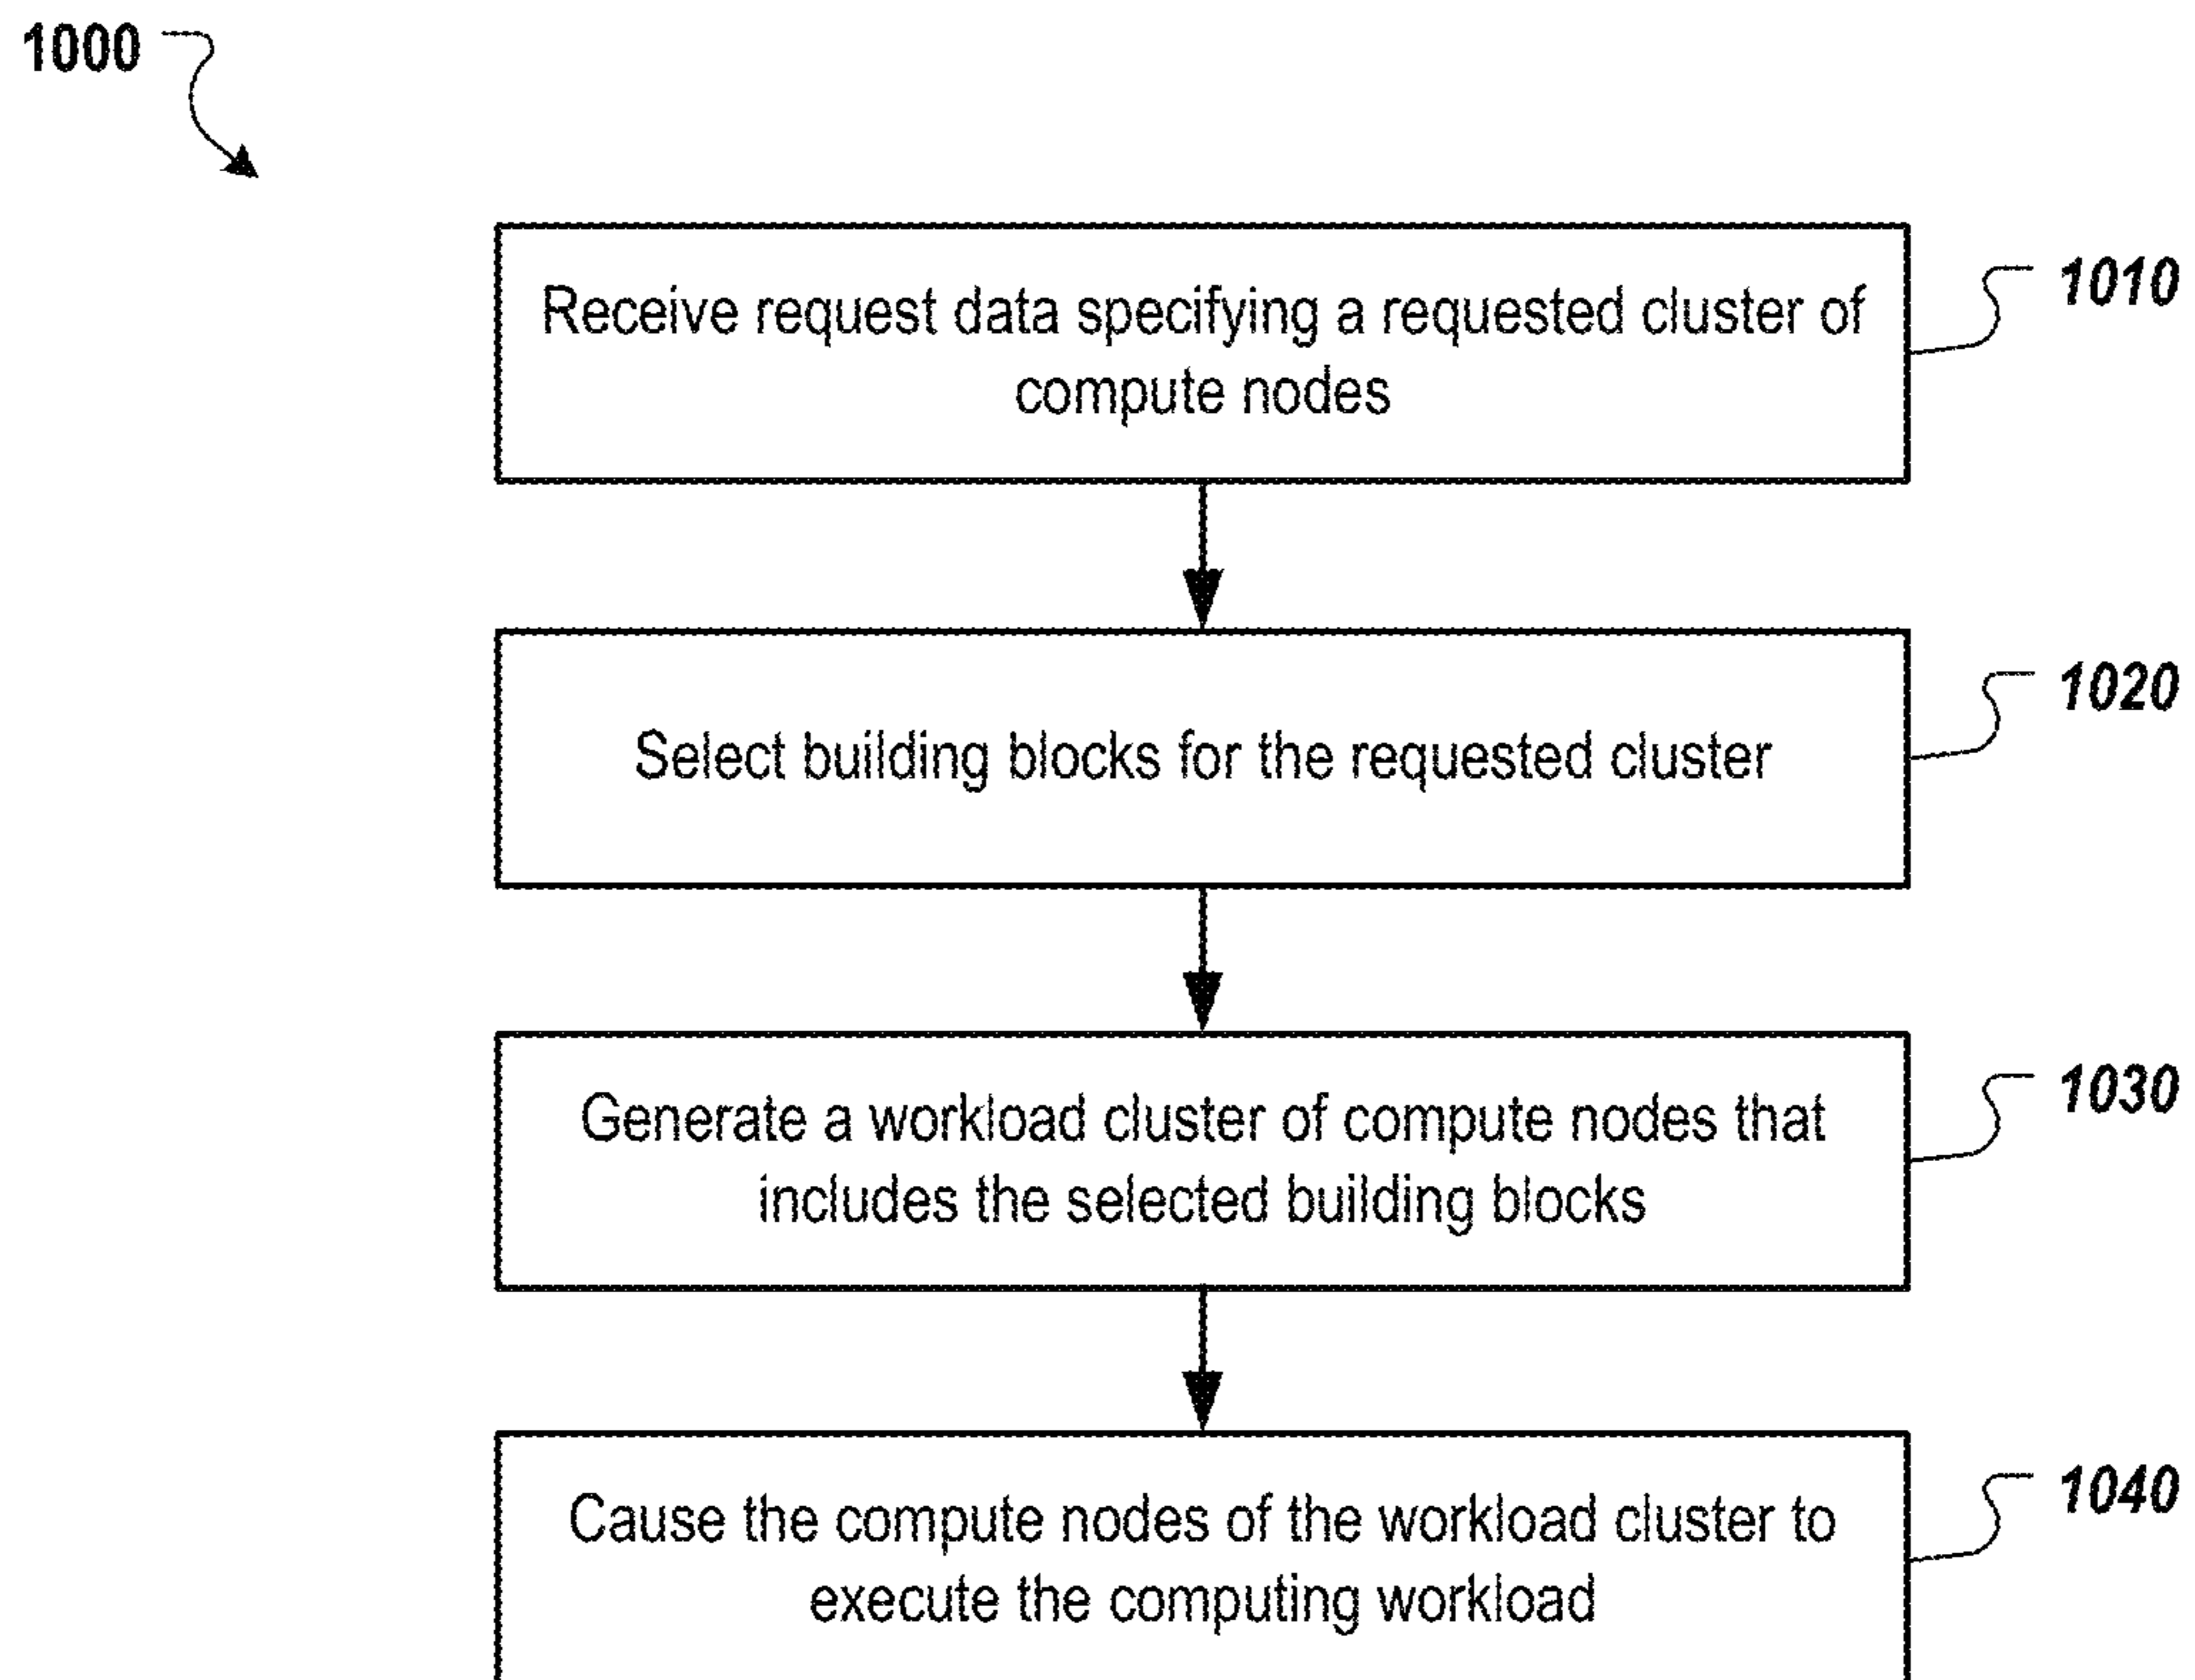 1000
Receive request data specifying a requested cluster of
compute nodes
1010
Select building blocks for the requested cluster
1020
Generate a workload cluster of compute nodes that
includes the selected building blocks
1030
Cause the compute nodes of the workload cluster to
execute the computing workload
1040